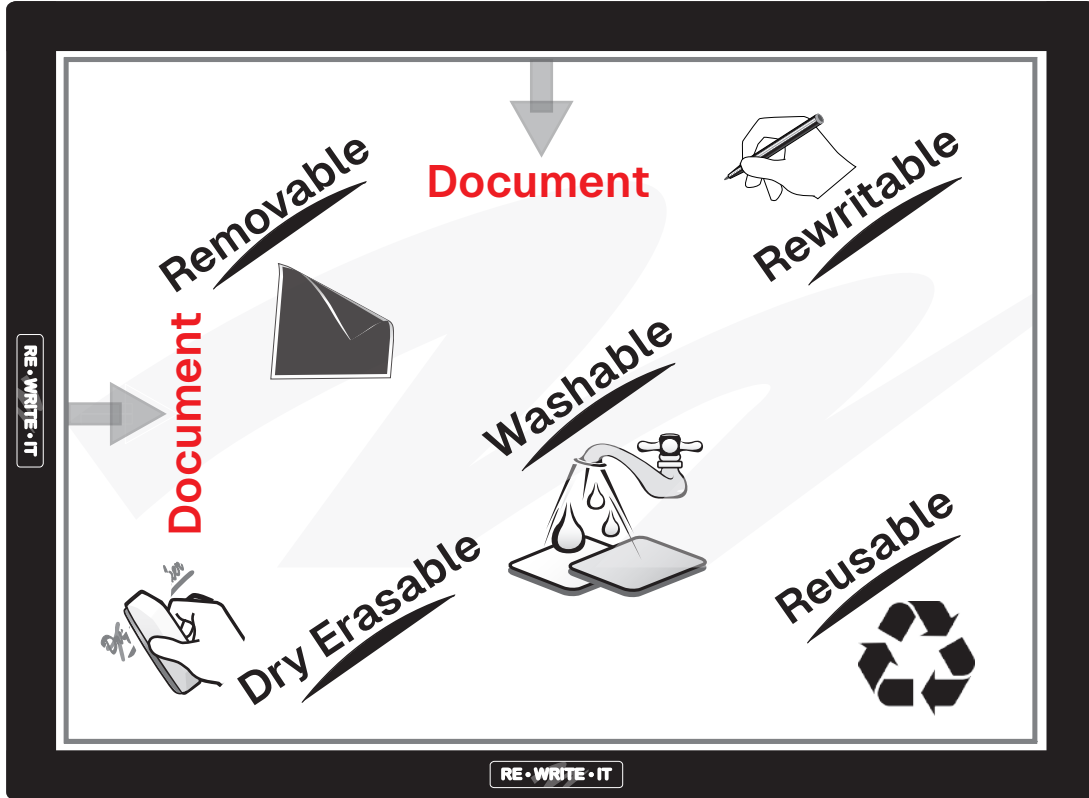 Document
Removable
Rewritable
Document
Washable
Dry Erasable
Reusable
RE•WRITE•IT
RE•WRITE•IT